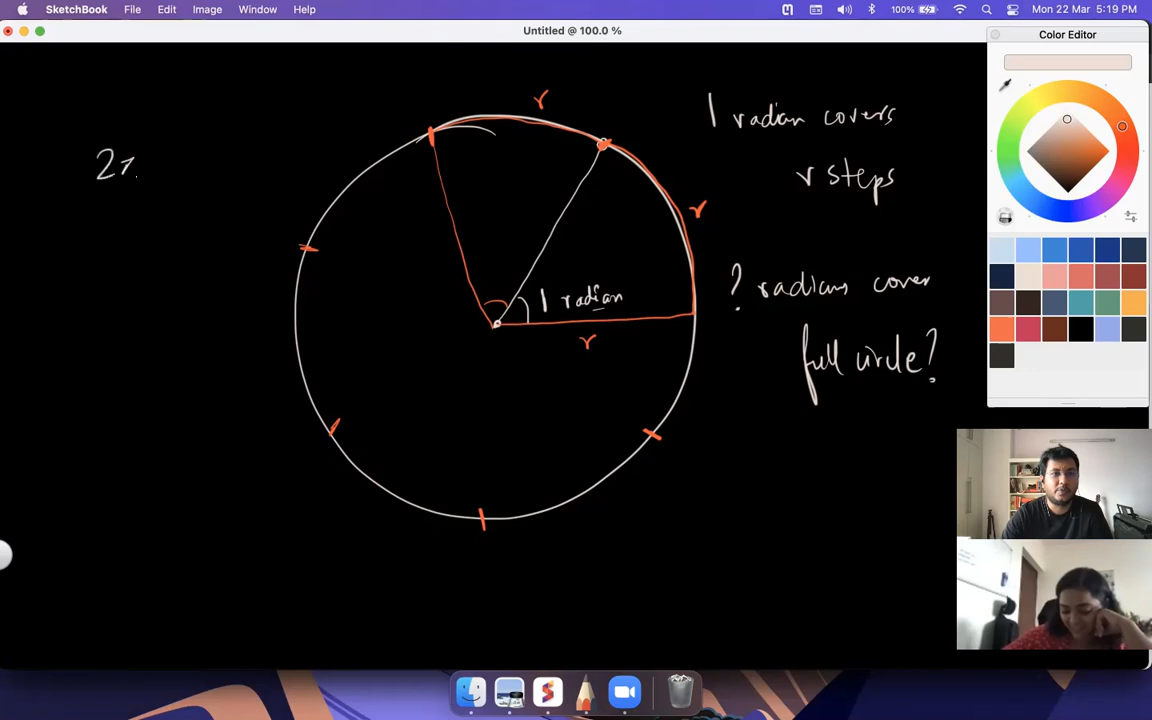 SketchBook File Edit Image Window Help 100% Mon 22 Mar 5:19 PM
Untitled @ 100.0 %
Color Editor
r
1 radian covers
r steps
r
? radians cover
full circle?
1 radian
r